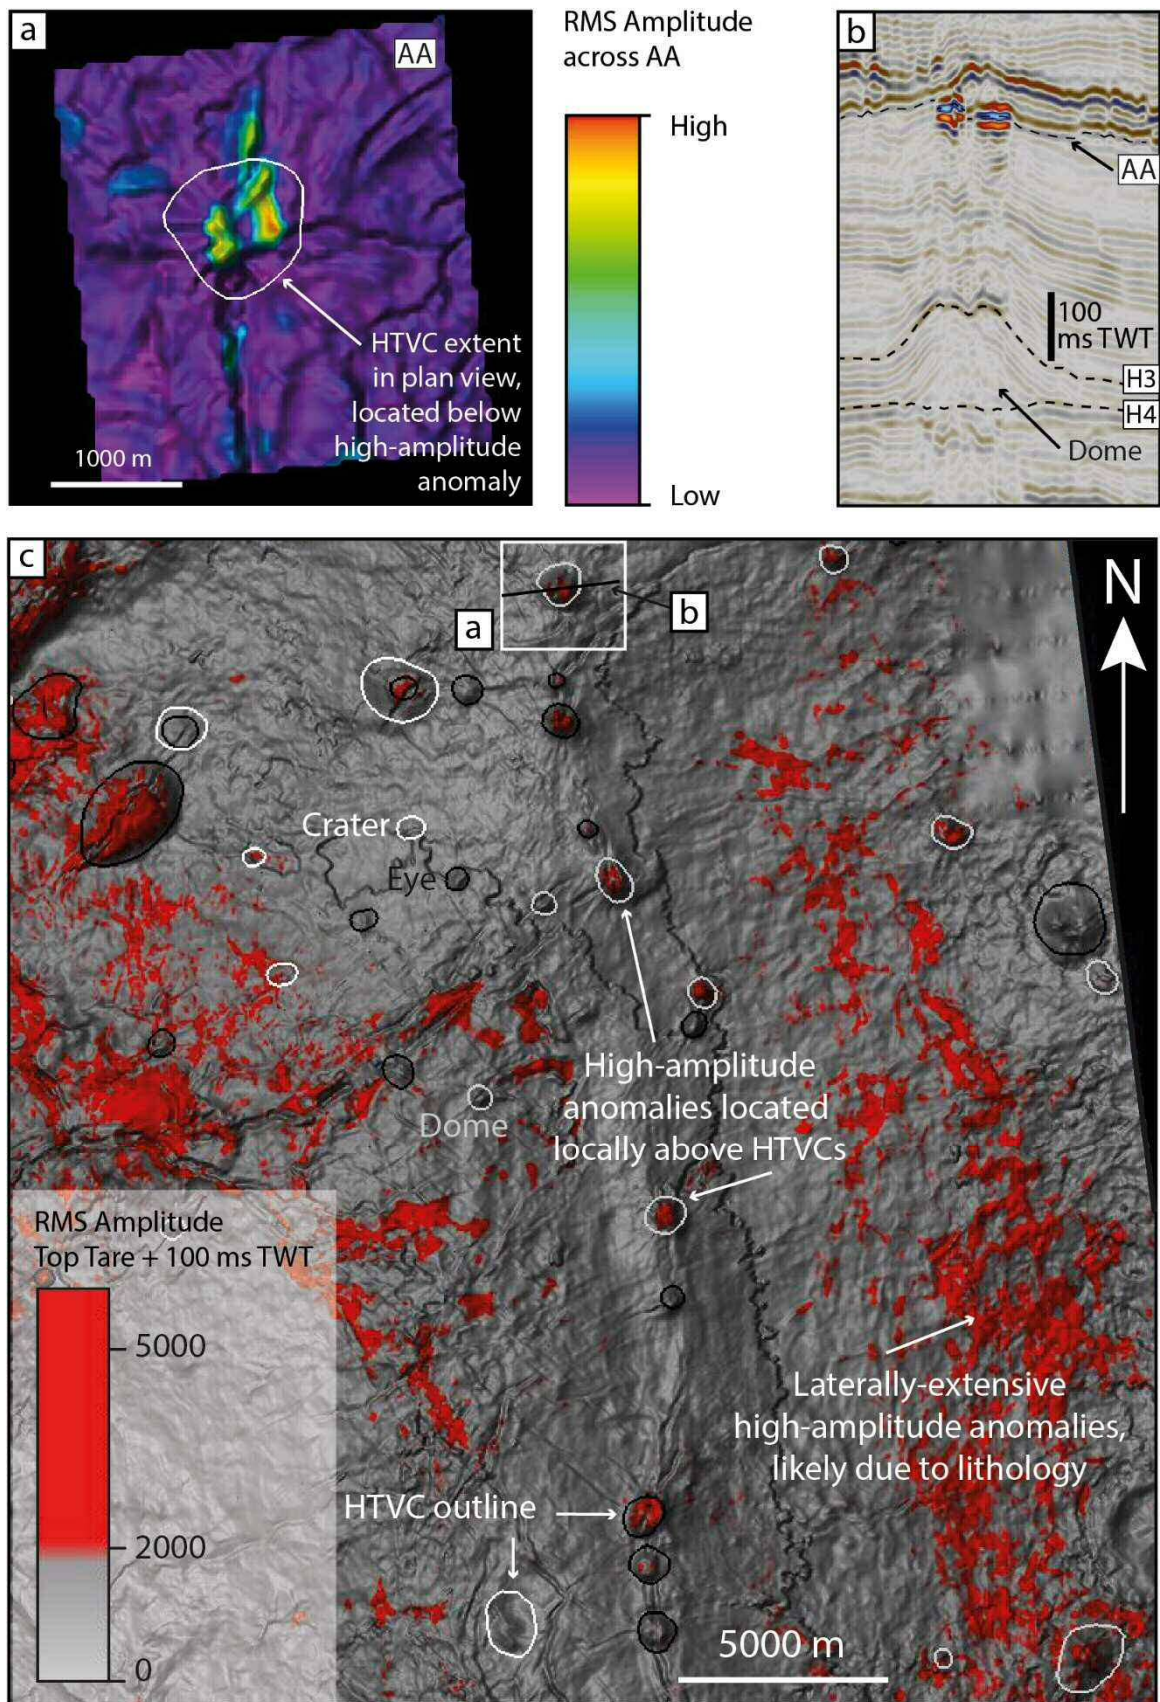 a
AA
HTVC extent
in plan view,
located below
high-amplitude
anomaly
1000 m
RMS Amplitude
across AA
High
Low
b
AA
100
ms TWT
H3
H4
Dome
c
N
a
b
Crater
Eye
High-amplitude
anomalies located
locally above HTVCs
Dome
RMS Amplitude
Top Tare + 100 ms TWT
5000
2000
0
Laterally-extensive
high-amplitude anomalies,
likely due to lithology
HTVC outline
5000 m